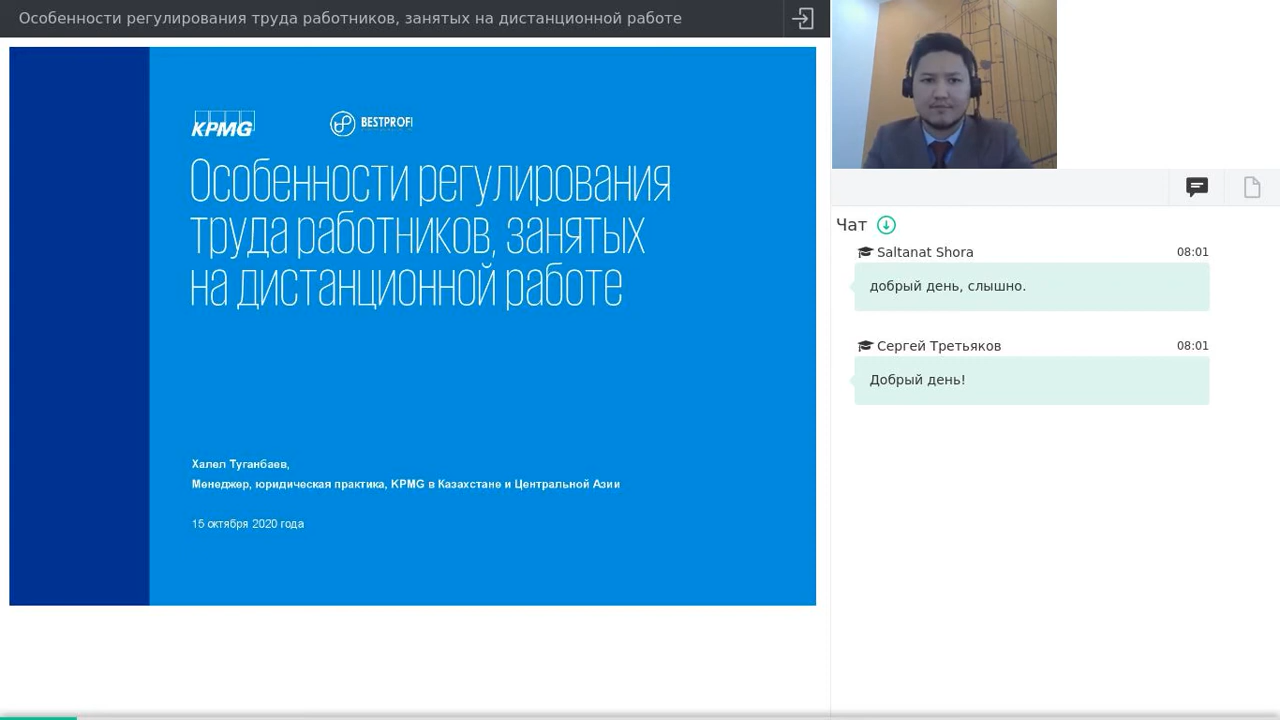 Особенности регулирования труда работников, занятых на дистанционной работе
KPMG
BESTPROFI
Особенности регулирования
труда работников, занятых
на дистанционной работе
Халел Туганбаев,
Менеджер, юридическая практика, KPMG в Казахстане и Центральной Азии
15 октября 2020 года
Чат
Saltanat Shora 08:01
добрый день, слышно.
Сергей Третьяков 08:01
Добрый день!